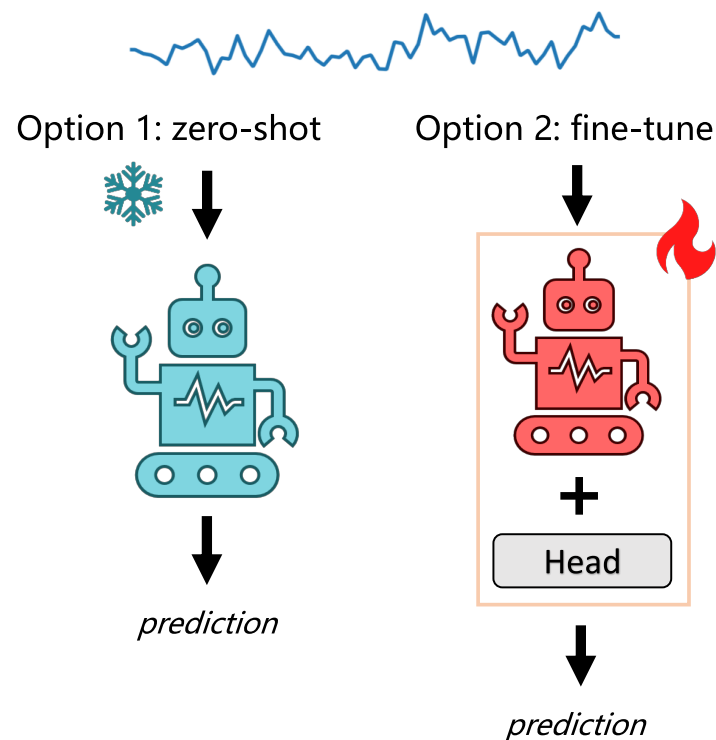 Option 1: zero-shot
Option 2: fine-tune
Head
prediction
prediction